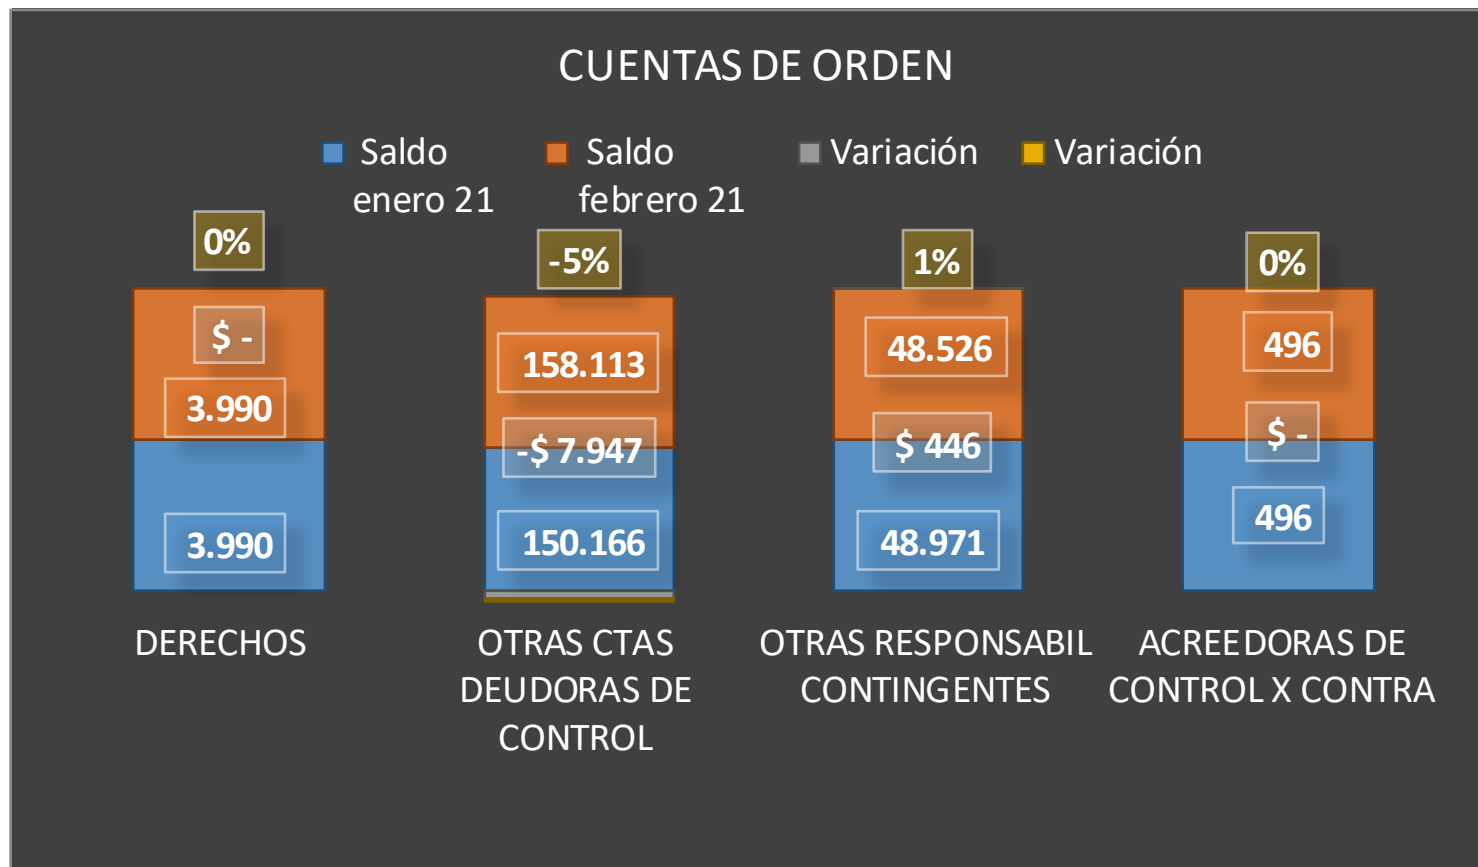 CUENTAS DE ORDEN
Saldo enero 21
Saldo febrero 21
Variación
Variación
0%
$ -
3.990
3.990
DERECHOS
-5%
158.113
-$ 7.947
150.166
OTRAS CTAS
DEUDORAS DE
CONTROL
1%
48.526
$ 446
48.971
OTRAS RESPONSABIL
CONTINGENTES
0%
496
$ -
496
ACREEDORAS DE
CONTROL X CONTRA